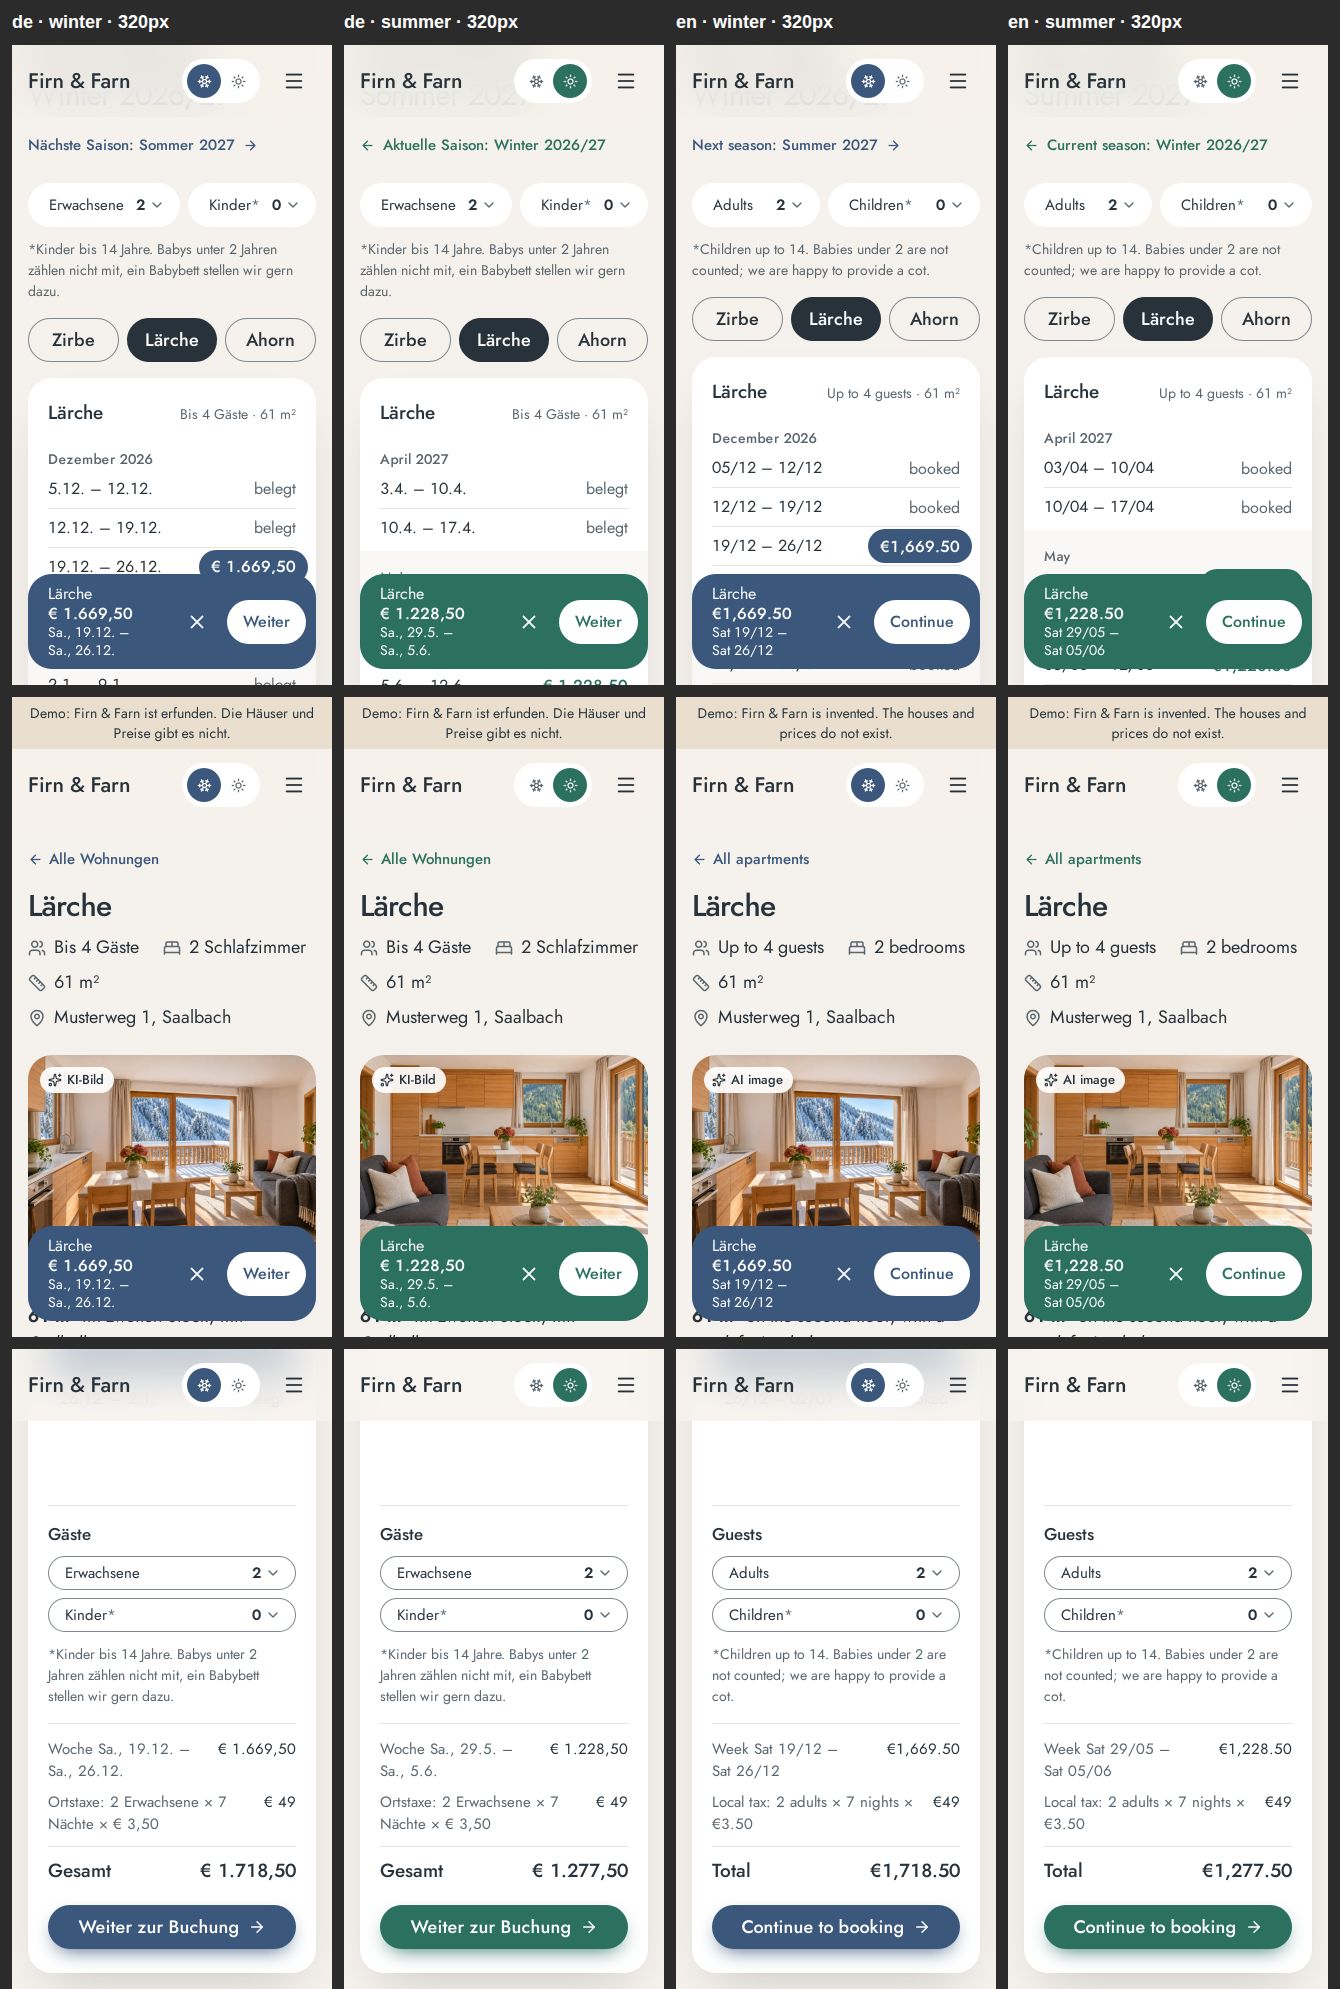 de · winter · 320px
Firn & Farn
Winter 2026/27
Nächste Saison: Sommer 2027
Erwachsene 2
Kinder* 0
*Kinder bis 14 Jahre. Babys unter 2 Jahren
zählen nicht mit, ein Babybett stellen wir gern
dazu.
Zirbe
Lärche
Ahorn
Lärche
Bis 4 Gäste · 61 m²
Dezember 2026
5.12. – 12.12. belegt
12.12. – 19.12. belegt
19.12. – 26.12. € 1.669,50
Lärche
€ 1.669,50
Sa., 19.12. –
Sa., 26.12.
Weiter
2.1. – 9.1. belegt
de · summer · 320px
Firn & Farn
Sommer 2027
Aktuelle Saison: Winter 2026/27
Erwachsene 2
Kinder* 0
*Kinder bis 14 Jahre. Babys unter 2 Jahren
zählen nicht mit, ein Babybett stellen wir gern
dazu.
Zirbe
Lärche
Ahorn
Lärche
Bis 4 Gäste · 61 m²
April 2027
3.4. – 10.4. belegt
10.4. – 17.4. belegt
Lärche
€ 1.228,50
Sa., 29.5. –
Sa., 5.6.
Weiter
5.6. – 12.6. € 1.228,50
en · winter · 320px
Firn & Farn
Winter 2026/27
Next season: Summer 2027
Adults 2
Children* 0
*Children up to 14. Babies under 2 are not
counted; we are happy to provide a cot.
Zirbe
Lärche
Ahorn
Lärche
Up to 4 guests · 61 m²
December 2026
05/12 – 12/12 booked
12/12 – 19/12 booked
19/12 – 26/12 €1,669.50
Lärche
€1,669.50
Sat 19/12 –
Sat 26/12
Continue
booked
en · summer · 320px
Firn & Farn
Summer 2027
Current season: Winter 2026/27
Adults 2
Children* 0
*Children up to 14. Babies under 2 are not
counted; we are happy to provide a cot.
Zirbe
Lärche
Ahorn
Lärche
Up to 4 guests · 61 m²
April 2027
03/04 – 10/04 booked
10/04 – 17/04 booked
May
Lärche
€1,228.50
Sat 29/05 –
Sat 05/06
Continue
05/06 – 12/06 €1,228.50
Demo: Firn & Farn ist erfunden. Die Häuser und
Preise gibt es nicht.
Firn & Farn
Alle Wohnungen
Lärche
Bis 4 Gäste
2 Schlafzimmer
61 m²
Musterweg 1, Saalbach
KI-Bild
Lärche
€ 1.669,50
Sa., 19.12. –
Sa., 26.12.
Weiter
Demo: Firn & Farn ist erfunden. Die Häuser und
Preise gibt es nicht.
Firn & Farn
Alle Wohnungen
Lärche
Bis 4 Gäste
2 Schlafzimmer
61 m²
Musterweg 1, Saalbach
KI-Bild
Lärche
€ 1.228,50
Sa., 29.5. –
Sa., 5.6.
Weiter
Demo: Firn & Farn is invented. The houses and
prices do not exist.
Firn & Farn
All apartments
Lärche
Up to 4 guests
2 bedrooms
61 m²
Musterweg 1, Saalbach
AI image
Lärche
€1,669.50
Sat 19/12 –
Sat 26/12
Continue
Demo: Firn & Farn is invented. The houses and
prices do not exist.
Firn & Farn
All apartments
Lärche
Up to 4 guests
2 bedrooms
61 m²
Musterweg 1, Saalbach
AI image
Lärche
€1,228.50
Sat 29/05 –
Sat 05/06
Continue
Firn & Farn
Gäste
Erwachsene 2
Kinder* 0
*Kinder bis 14 Jahre. Babys unter 2
Jahren zählen nicht mit, ein Babybett
stellen wir gern dazu.
Woche Sa., 19.12. – € 1.669,50
Sa., 26.12.
Ortstaxe: 2 Erwachsene × 7 € 49
Nächte × € 3,50
Gesamt € 1.718,50
Weiter zur Buchung
Firn & Farn
Gäste
Erwachsene 2
Kinder* 0
*Kinder bis 14 Jahre. Babys unter 2
Jahren zählen nicht mit, ein Babybett
stellen wir gern dazu.
Woche Sa., 29.5. – € 1.228,50
Sa., 5.6.
Ortstaxe: 2 Erwachsene × 7 € 49
Nächte × € 3,50
Gesamt € 1.277,50
Weiter zur Buchung
Firn & Farn
Guests
Adults 2
Children* 0
*Children up to 14. Babies under 2 are
not counted; we are happy to provide a
cot.
Week Sat 19/12 – €1,669.50
Sat 26/12
Local tax: 2 adults × 7 nights × €49
€3.50
Total €1,718.50
Continue to booking
Firn & Farn
Guests
Adults 2
Children* 0
*Children up to 14. Babies under 2 are
not counted; we are happy to provide a
cot.
Week Sat 29/05 – €1,228.50
Sat 05/06
Local tax: 2 adults × 7 nights × €49
€3.50
Total €1,277.50
Continue to booking